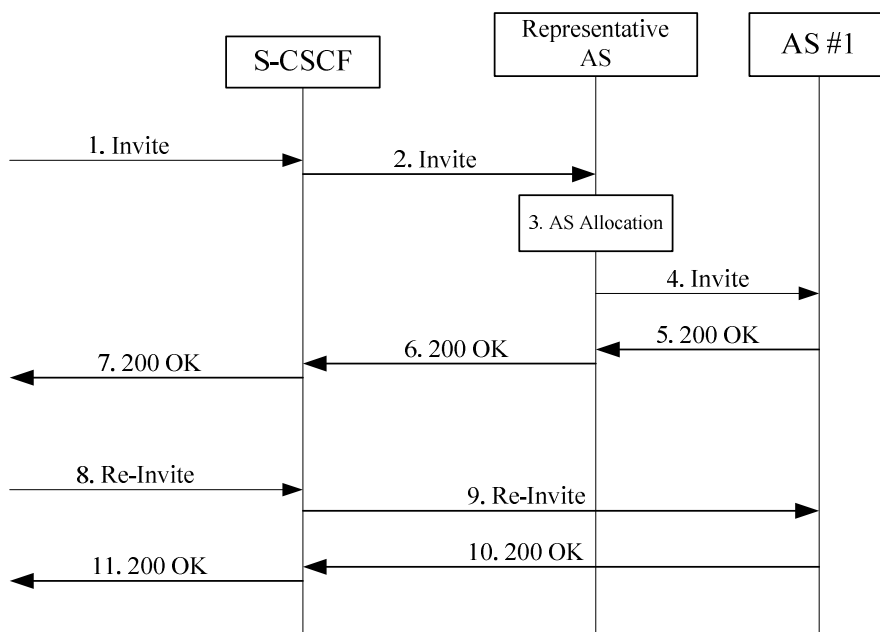 S-CSCF
Representative
AS
AS #1
1. Invite
2. Invite
3. AS Allocation
4. Invite
5. 200 OK
6. 200 OK
7. 200 OK
8. Re-Invite
9. Re-Invite
10. 200 OK
11. 200 OK